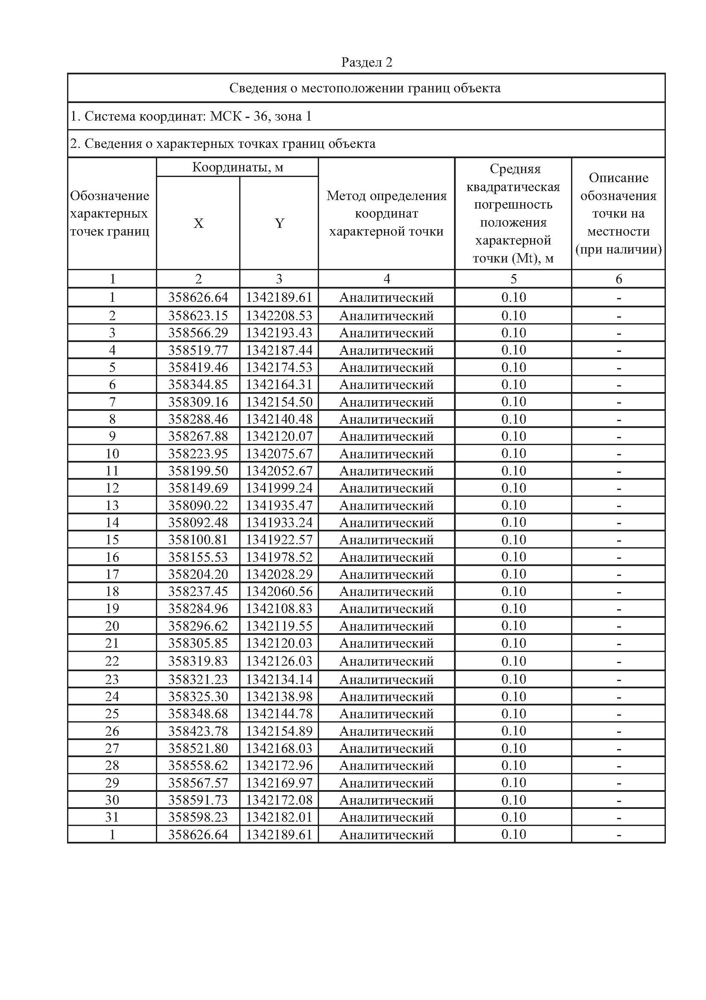 Раздел 2
Сведения о местоположении границ объекта
1. Система координат: МСК - 36, зона 1
2. Сведения о характерных точках границ объекта
Обозначение
характерных
точек границ
Координаты, м
X Y
Метод определения
координат
характерной точки
Средняя
квадратическая
погрешность
положения
характерной
точки (Mt), м
Описание
обозначения
точки на
местности
(при наличии)
1 2 3 4 5 6
1 358626.64 1342189.61 Аналитический 0.10 -
2 358623.15 1342208.53 Аналитический 0.10 -
3 358566.29 1342193.43 Аналитический 0.10 -
4 358519.77 1342187.44 Аналитический 0.10 -
5 358419.46 1342174.53 Аналитический 0.10 -
6 358344.85 1342164.31 Аналитический 0.10 -
7 358309.16 1342154.50 Аналитический 0.10 -
8 358288.46 1342140.48 Аналитический 0.10 -
9 358267.88 1342120.07 Аналитический 0.10 -
10 358223.95 1342075.67 Аналитический 0.10 -
11 358199.50 1342052.67 Аналитический 0.10 -
12 358149.69 1341999.24 Аналитический 0.10 -
13 358090.22 1341935.47 Аналитический 0.10 -
14 358092.48 1341933.24 Аналитический 0.10 -
15 358100.81 1341922.57 Аналитический 0.10 -
16 358155.53 1341978.52 Аналитический 0.10 -
17 358204.20 1342028.29 Аналитический 0.10 -
18 358237.45 1342060.56 Аналитический 0.10 -
19 358284.96 1342108.83 Аналитический 0.10 -
20 358296.62 1342119.55 Аналитический 0.10 -
21 358305.85 1342120.03 Аналитический 0.10 -
22 358319.83 1342126.03 Аналитический 0.10 -
23 358321.23 1342134.14 Аналитический 0.10 -
24 358325.30 1342138.98 Аналитический 0.10 -
25 358348.68 1342144.78 Аналитический 0.10 -
26 358423.78 1342154.89 Аналитический 0.10 -
27 358521.80 1342168.03 Аналитический 0.10 -
28 358558.62 1342172.96 Аналитический 0.10 -
29 358567.57 1342169.97 Аналитический 0.10 -
30 358591.73 1342172.08 Аналитический 0.10 -
31 358598.23 1342182.01 Аналитический 0.10 -
1 358626.64 1342189.61 Аналитический 0.10 -